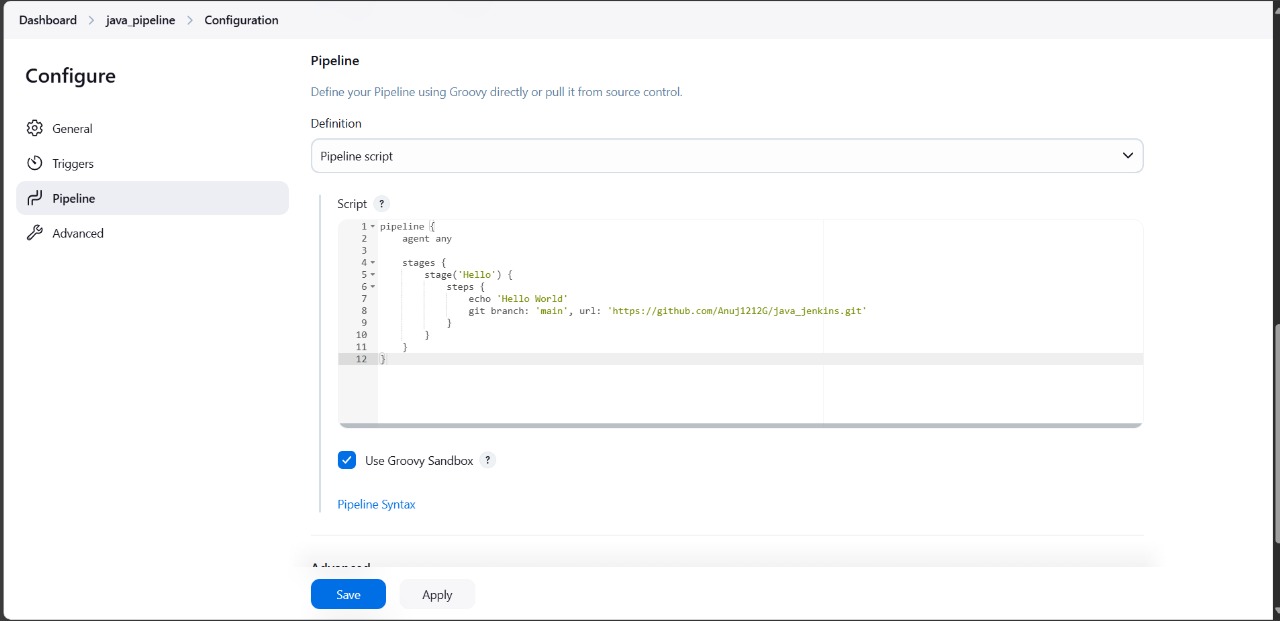 Dashboard > java_pipeline > Configuration
Configure
General
Triggers
Pipeline
Advanced
Pipeline
Define your Pipeline using Groovy directly or pull it from source control.
Definition
Pipeline script
Script ?
1 pipeline {
2     agent any
3
4     stages {
5         stage('Hello') {
6             steps {
7                 echo 'Hello World'
8                 git branch: 'main', url: 'https://github.com/Anuj1212G/java_jenkins.git'
9             }
10         }
11     }
12 }
Use Groovy Sandbox ?
Pipeline Syntax
Advanced
Save
Apply